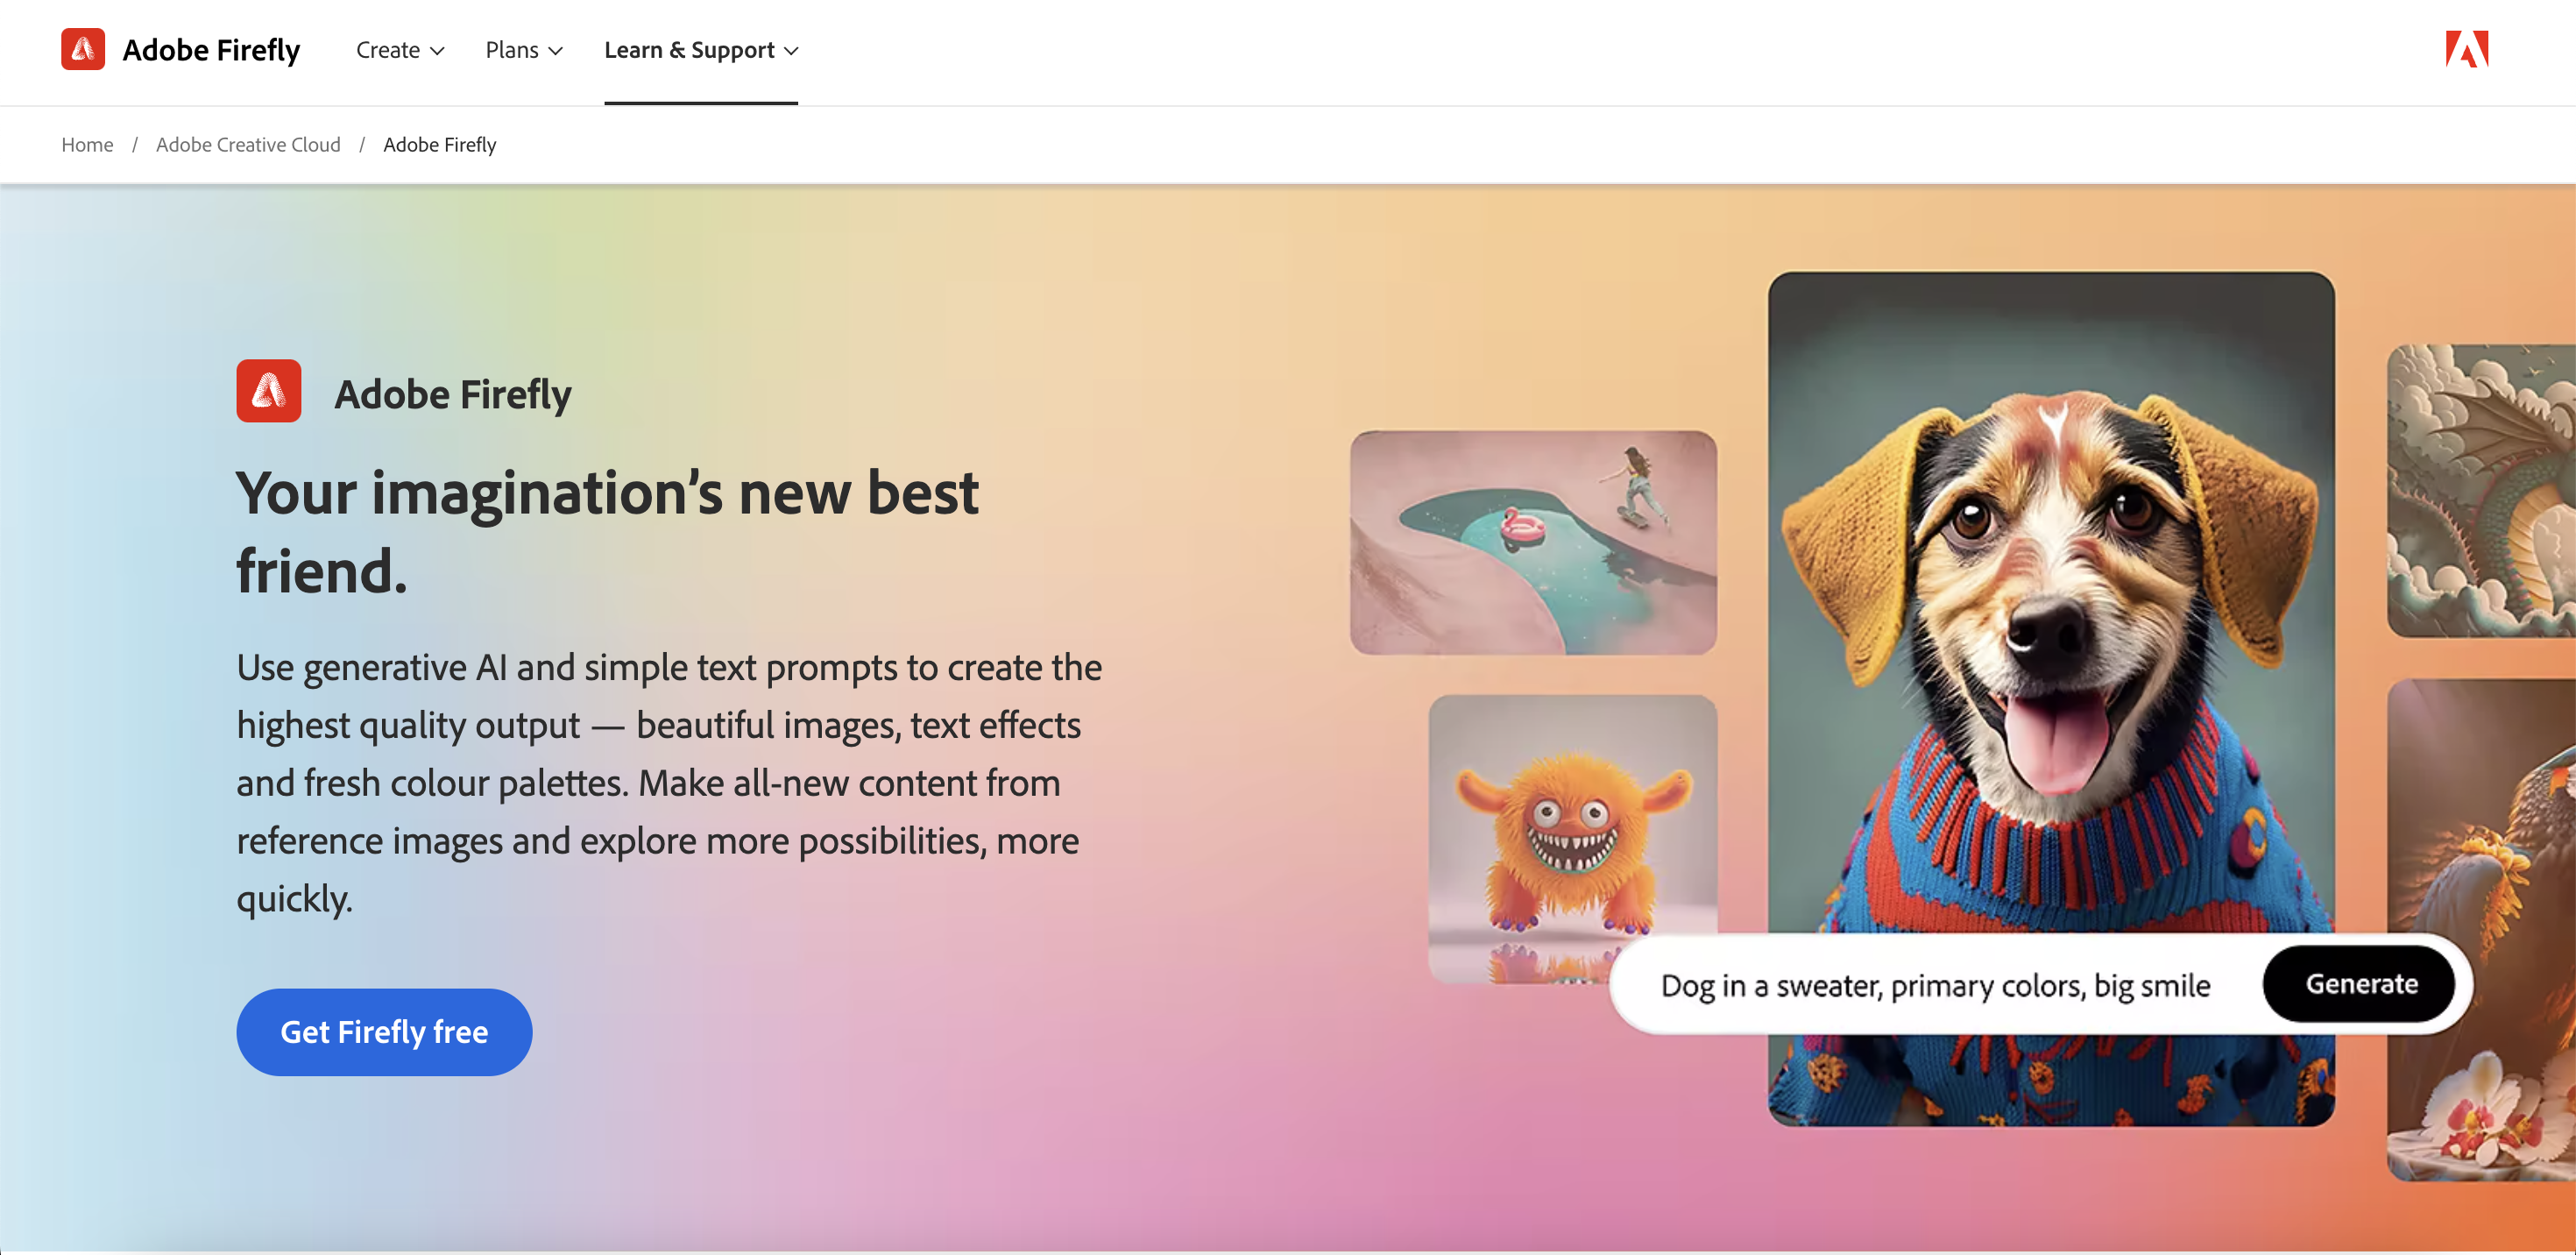 Adobe Firefly
Create
Plans
Learn & Support
Home / Adobe Creative Cloud / Adobe Firefly
Adobe Firefly
Your imagination’s new best
friend.
Use generative AI and simple text prompts to create the
highest quality output — beautiful images, text effects
and fresh colour palettes. Make all-new content from
reference images and explore more possibilities, more
quickly.
Get Firefly free
Dog in a sweater, primary colors, big smile
Generate